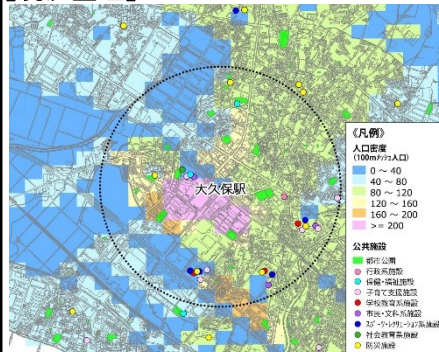 大久保駅
《凡例》
人口密度
(100mメッシュ人口)
0 ～ 40
40 ～ 80
80 ～ 120
120 ～ 160
160 ～ 200
>= 200
公共施設
都市公園
行政系施設
保健・福祉施設
子育て支援施設
学校教育系施設
市民・文化系施設
スポーツ・レクリエーション系施設
社会教育系施設
防災施設